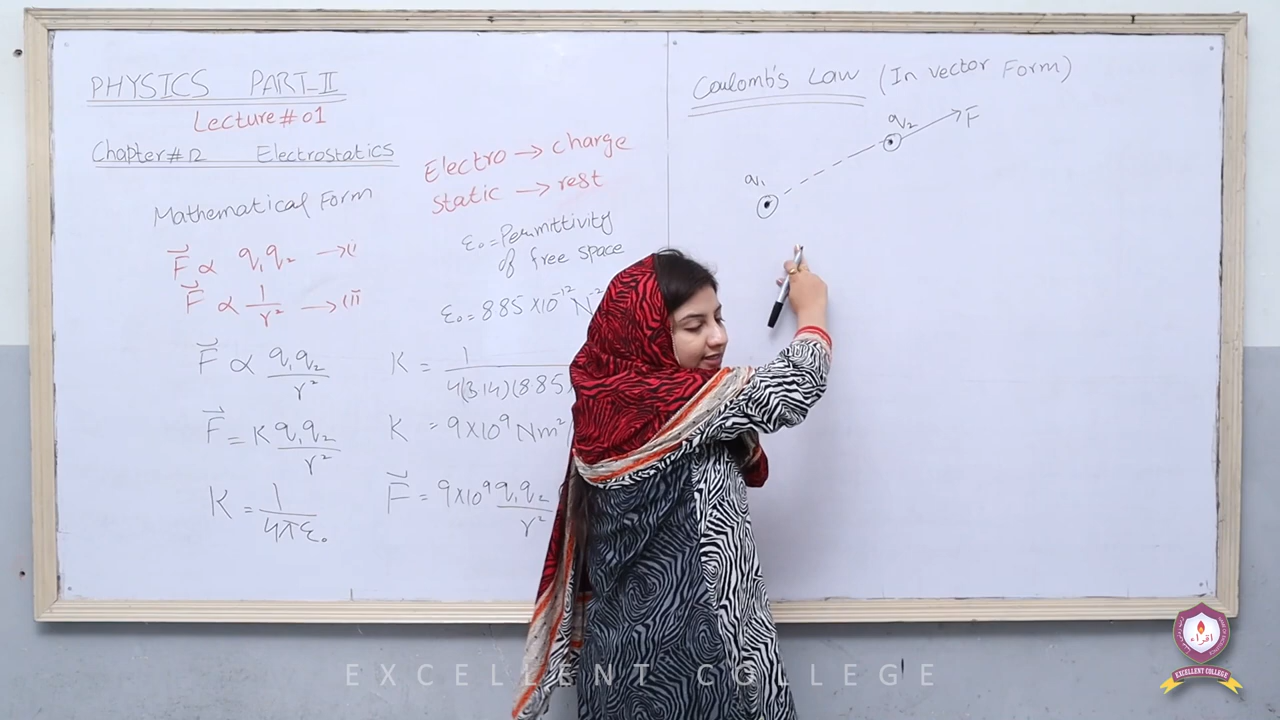 PHYSICS PART-II
Lecture#01
Chapter#12 Electrostatics
Electro → charge
static → rest
Mathematical Form
F⃗ ∝ q₁q₂ → (i
F⃗ ∝ 1/r² → (ii
F⃗ ∝ q₁q₂/r²
F⃗ = K q₁q₂/r²
K = 1/4πε₀
ε₀ = Permittivity
of free space
ε₀ = 8.85 × 10⁻¹² N⁻²
K = 1/4(3.14)(8.85
K = 9×10⁹ Nm²
F⃗ = 9×10⁹ q₁q₂/r²
Coulomb's Law (In vector Form)
q₁
q₂
F
EXCELLENT COLLEGE
اقراء
EXCELLENT COLLEGE